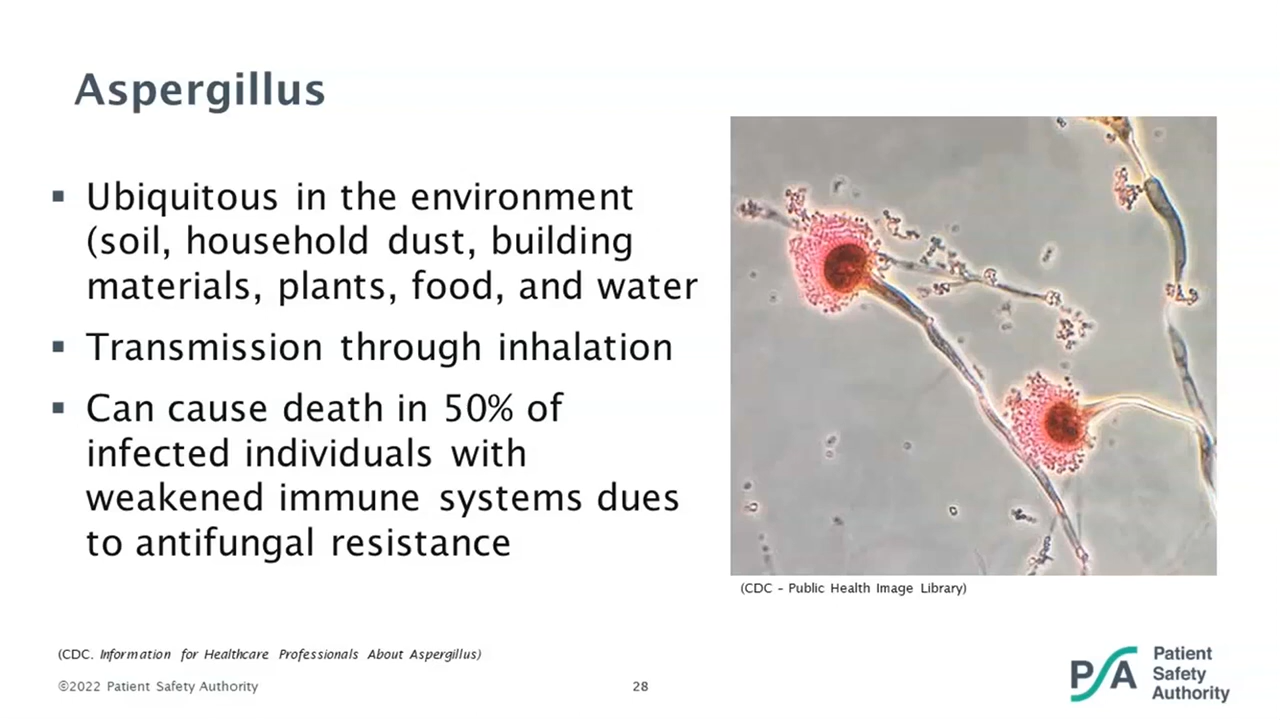 Aspergillus
▪ Ubiquitous in the environment
(soil, household dust, building
materials, plants, food, and water
▪ Transmission through inhalation
▪ Can cause death in 50% of
infected individuals with
weakened immune systems dues
to antifungal resistance
(CDC – Public Health Image Library)
(CDC. Information for Healthcare Professionals About Aspergillus)
©2022 Patient Safety Authority
28
PSA
Patient
Safety
Authority